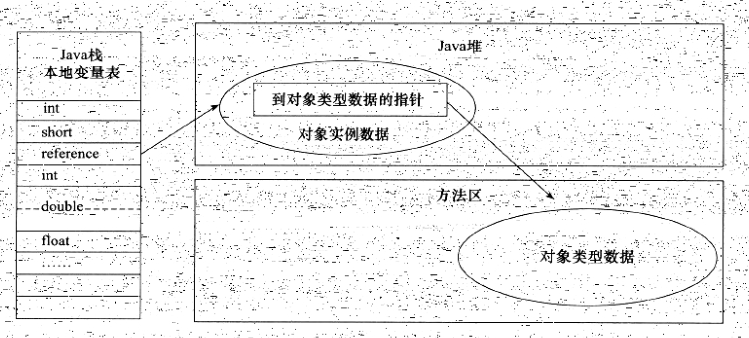 Java栈
本地变量表
int
short
reference
int
double
float
……
Java堆
到对象类型数据的指针
对象实例数据
方法区
对象类型数据